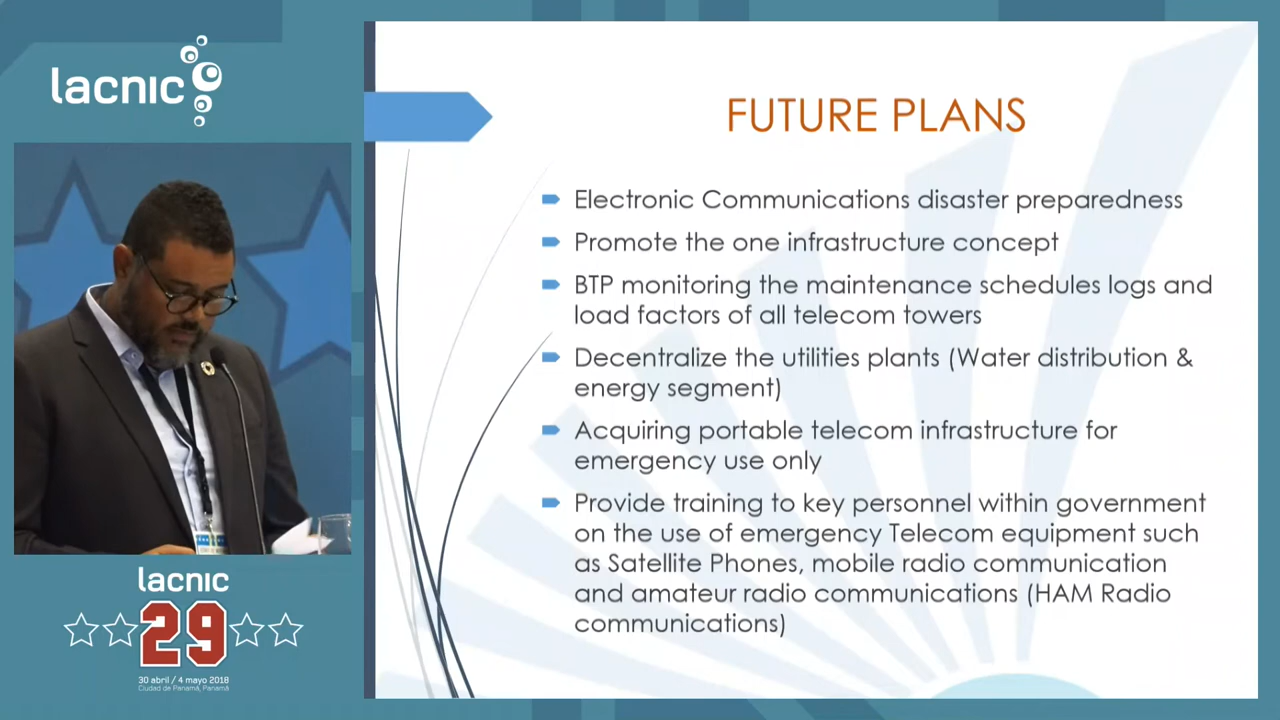 lacnic
FUTURE PLANS
Electronic Communications disaster preparedness
Promote the one infrastructure concept
BTP monitoring the maintenance schedules logs and
load factors of all telecom towers
Decentralize the utilities plants (Water distribution &
energy segment)
Acquiring portable telecom infrastructure for
emergency use only
Provide training to key personnel within government
on the use of emergency Telecom equipment such
as Satellite Phones, mobile radio communication
and amateur radio communications (HAM Radio
communications)
lacnic
29
30 abril / 4 mayo 2018
Ciudad de Panamá, Panamá